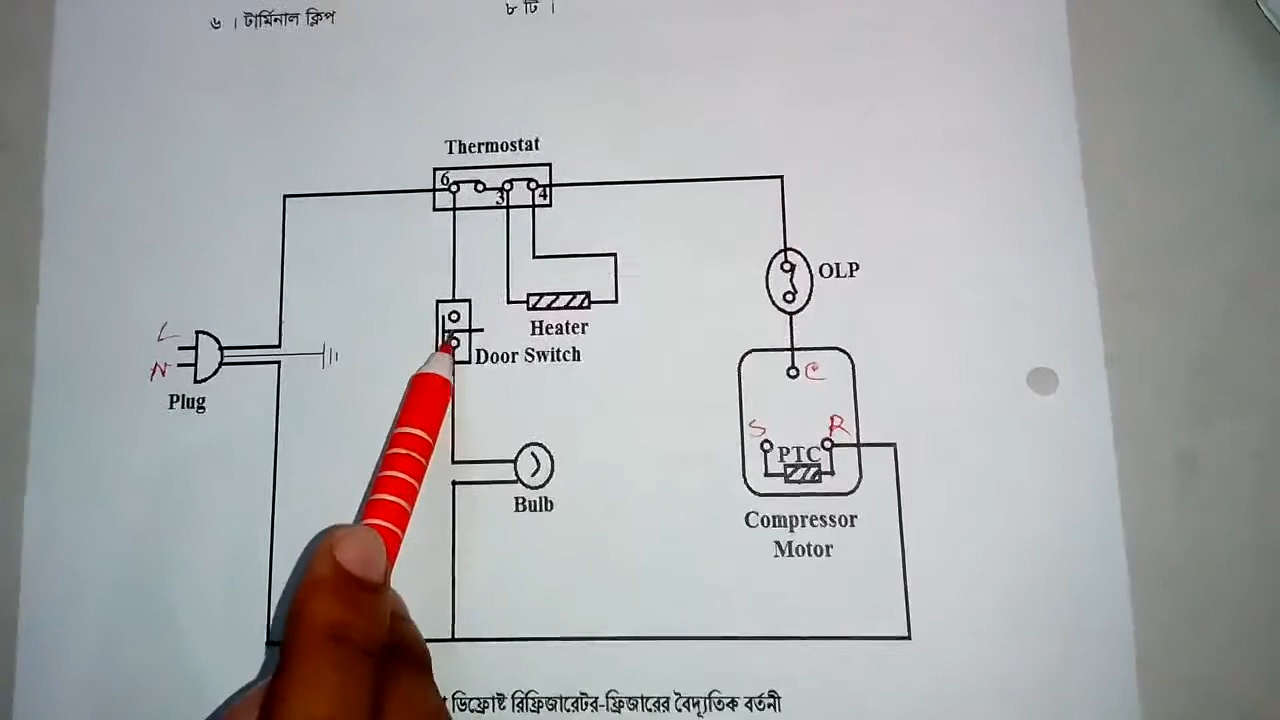 ৬ । টার্মিনাল ক্লিপ
৮ টি ।
Thermostat
6
3
4
OLP
Heater
Door Switch
L
N
Plug
C
S
R
PTC
Bulb
Compressor
Motor
ডিফ্রোষ্ট রিফ্রিজারেটর-ফ্রিজারের বৈদ্যুতিক বর্তনী